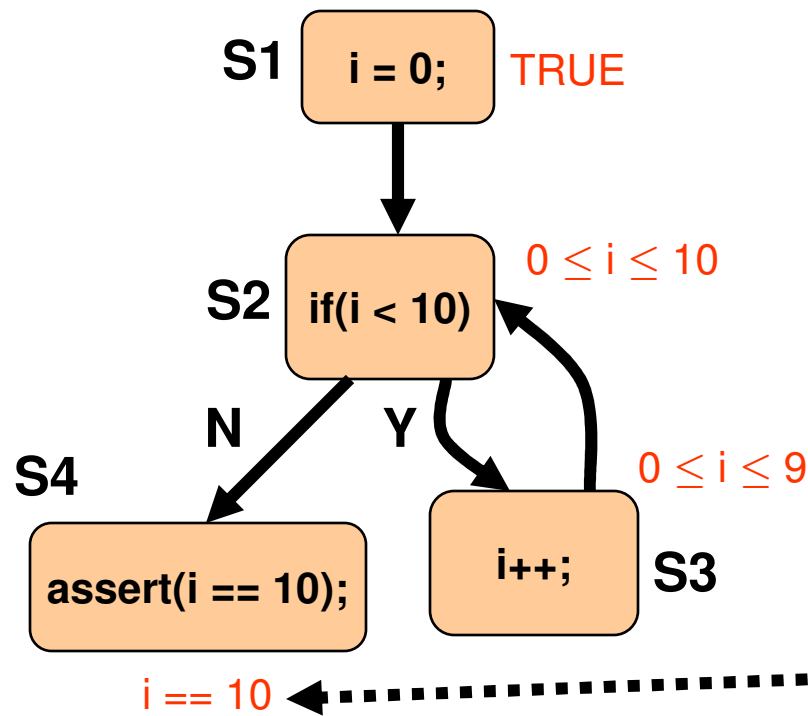 S1
i = 0;
TRUE
0 ≤ i ≤ 10
S2
if(i < 10)
N
Y
0 ≤ i ≤ 9
S4
assert(i == 10);
i++;
S3
i == 10